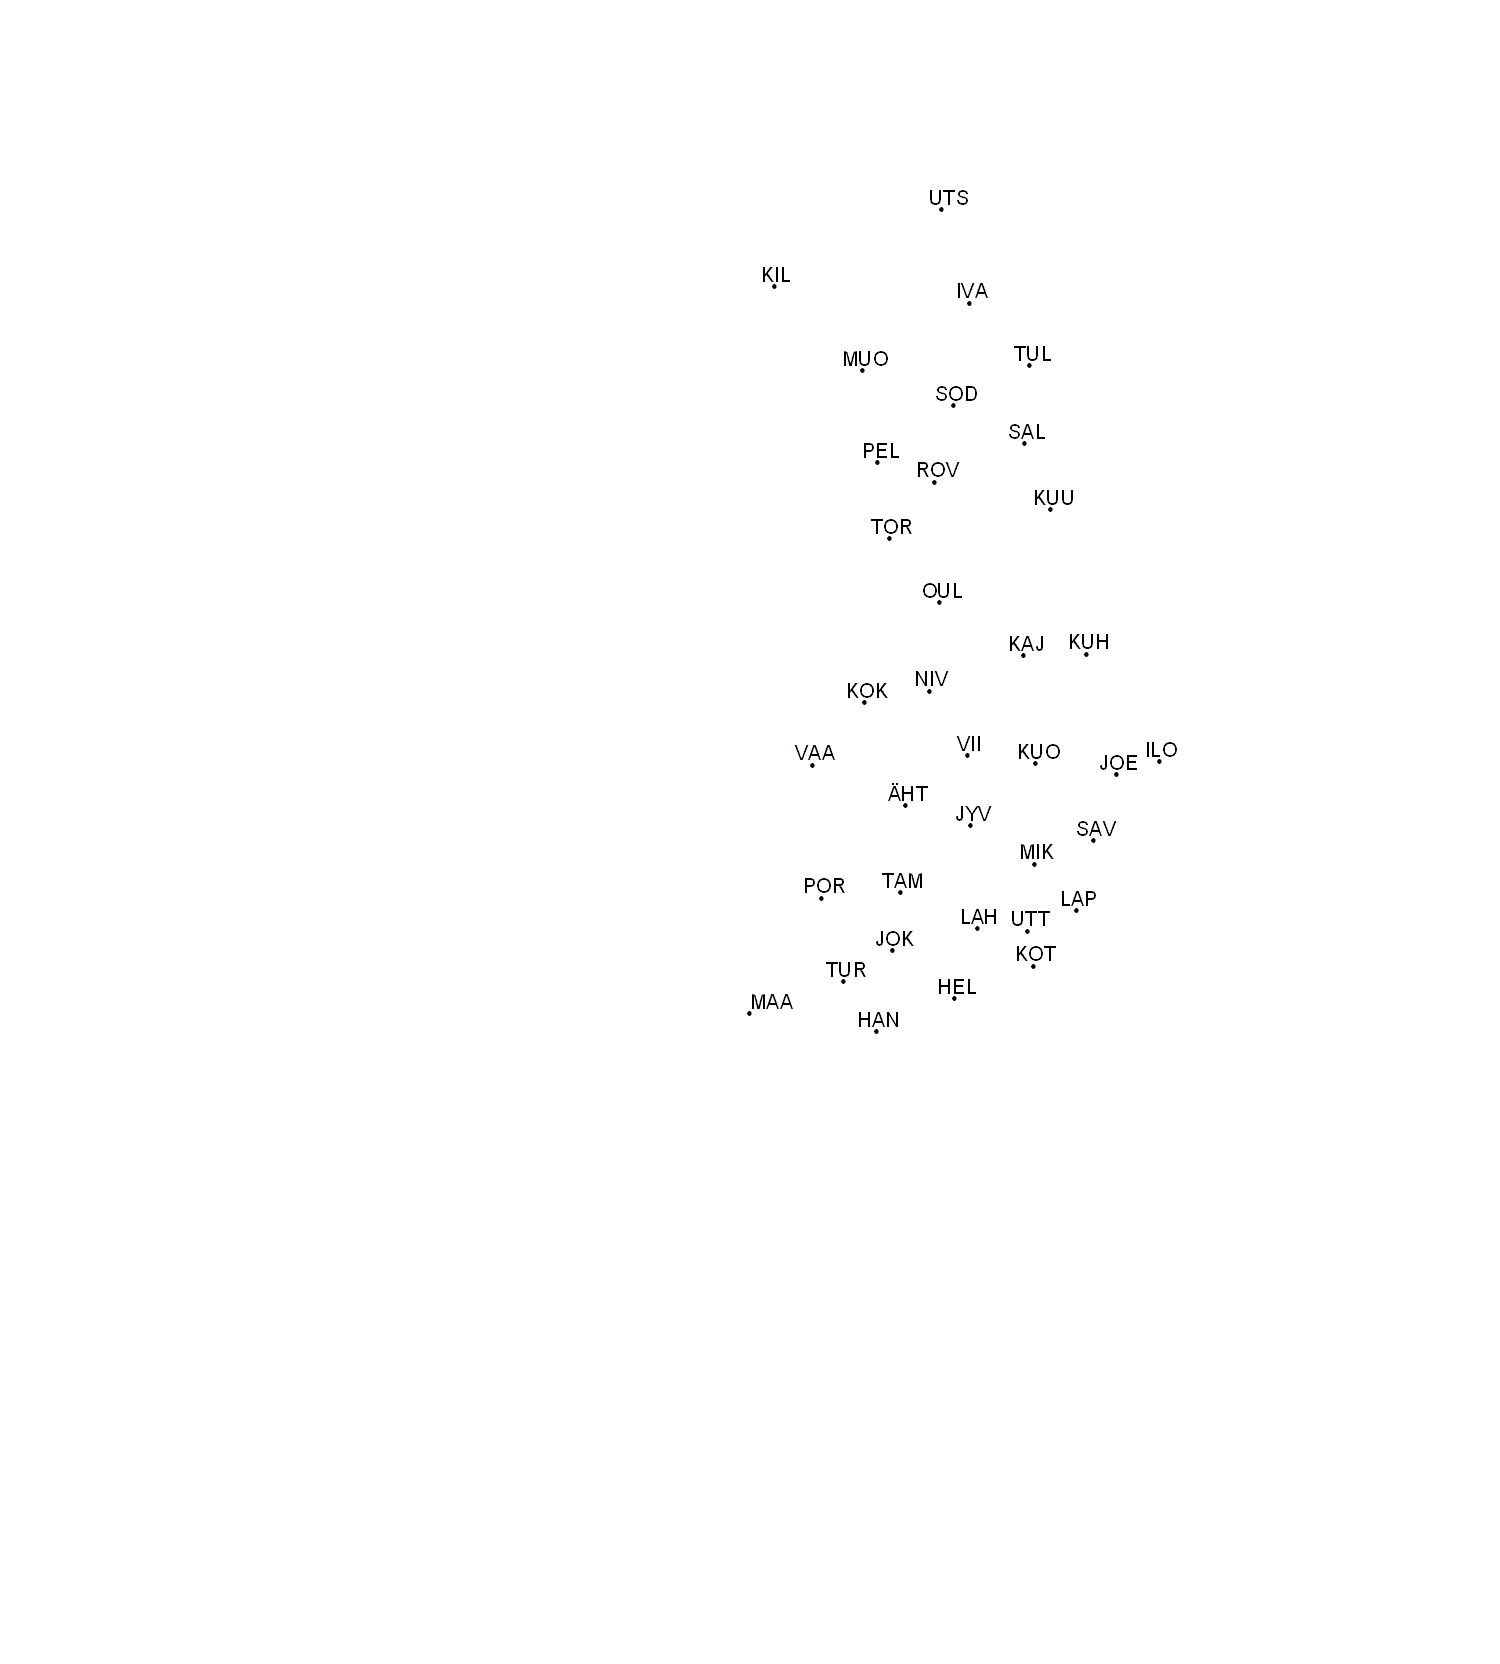 UTS
KIL
IVA
MUO
TUL
SOD
SAL
PEL
ROV
KUU
TOR
OUL
KAJ
KUH
KOK
NIV
VAA
VII
KUO
JOE
ILO
ÄHT
JYV
SAV
MIK
POR
TAM
LAP
LAH
UTT
JOK
KOT
TUR
HEL
MAA
HAN